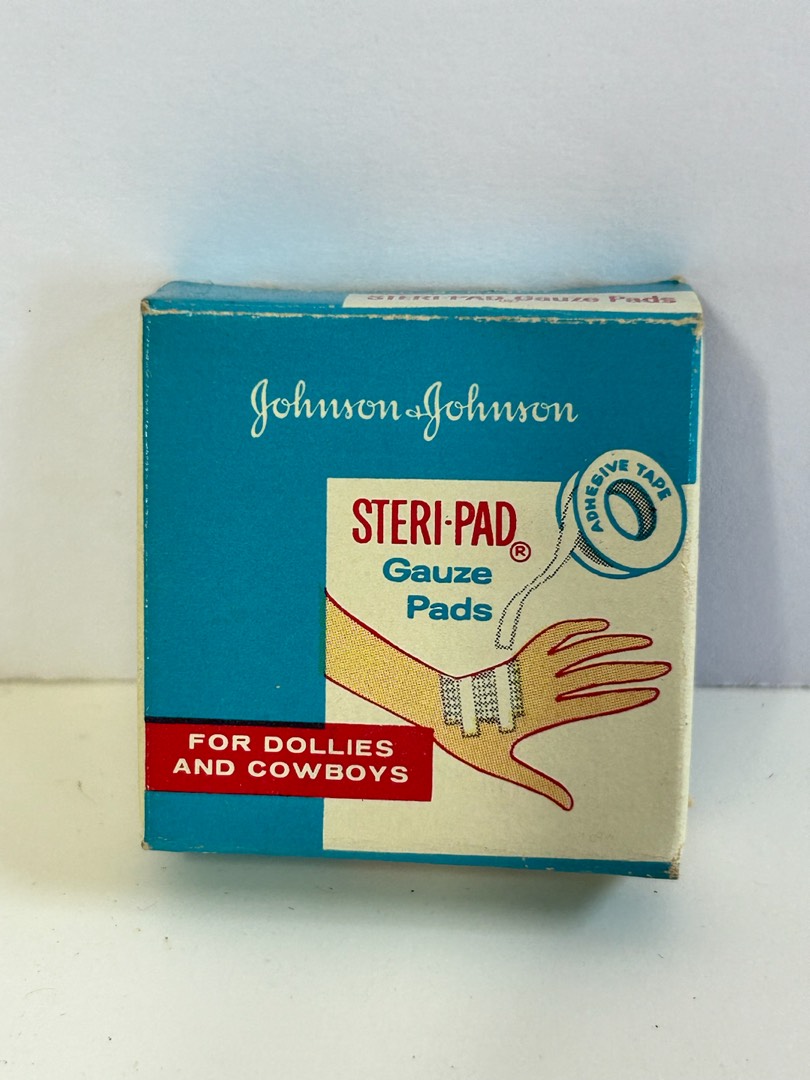 STERI-PAD® Gauze Pads
Johnson & Johnson
ADHESIVE TAPE
STERI·PAD®
Gauze
Pads
FOR DOLLIES
AND COWBOYS